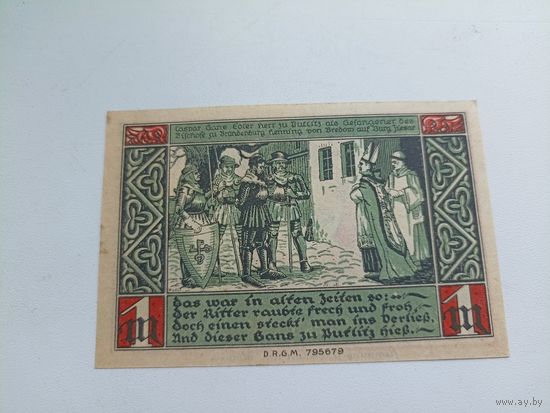 Caspar Gans Edler Herr zu Putlitz als Gefangener des
Bischofs zu Brandenburg Henning von Bredow auf Burg Ziesar
1
M
1
M
Das war in alten Zeiten so:
der Ritter raubte frech und froh,
Doch einen steckt' man ins Verließ,
Und dieser Gans zu Putlitz hieß.
D.R.G.M. 795679
www.ay.by